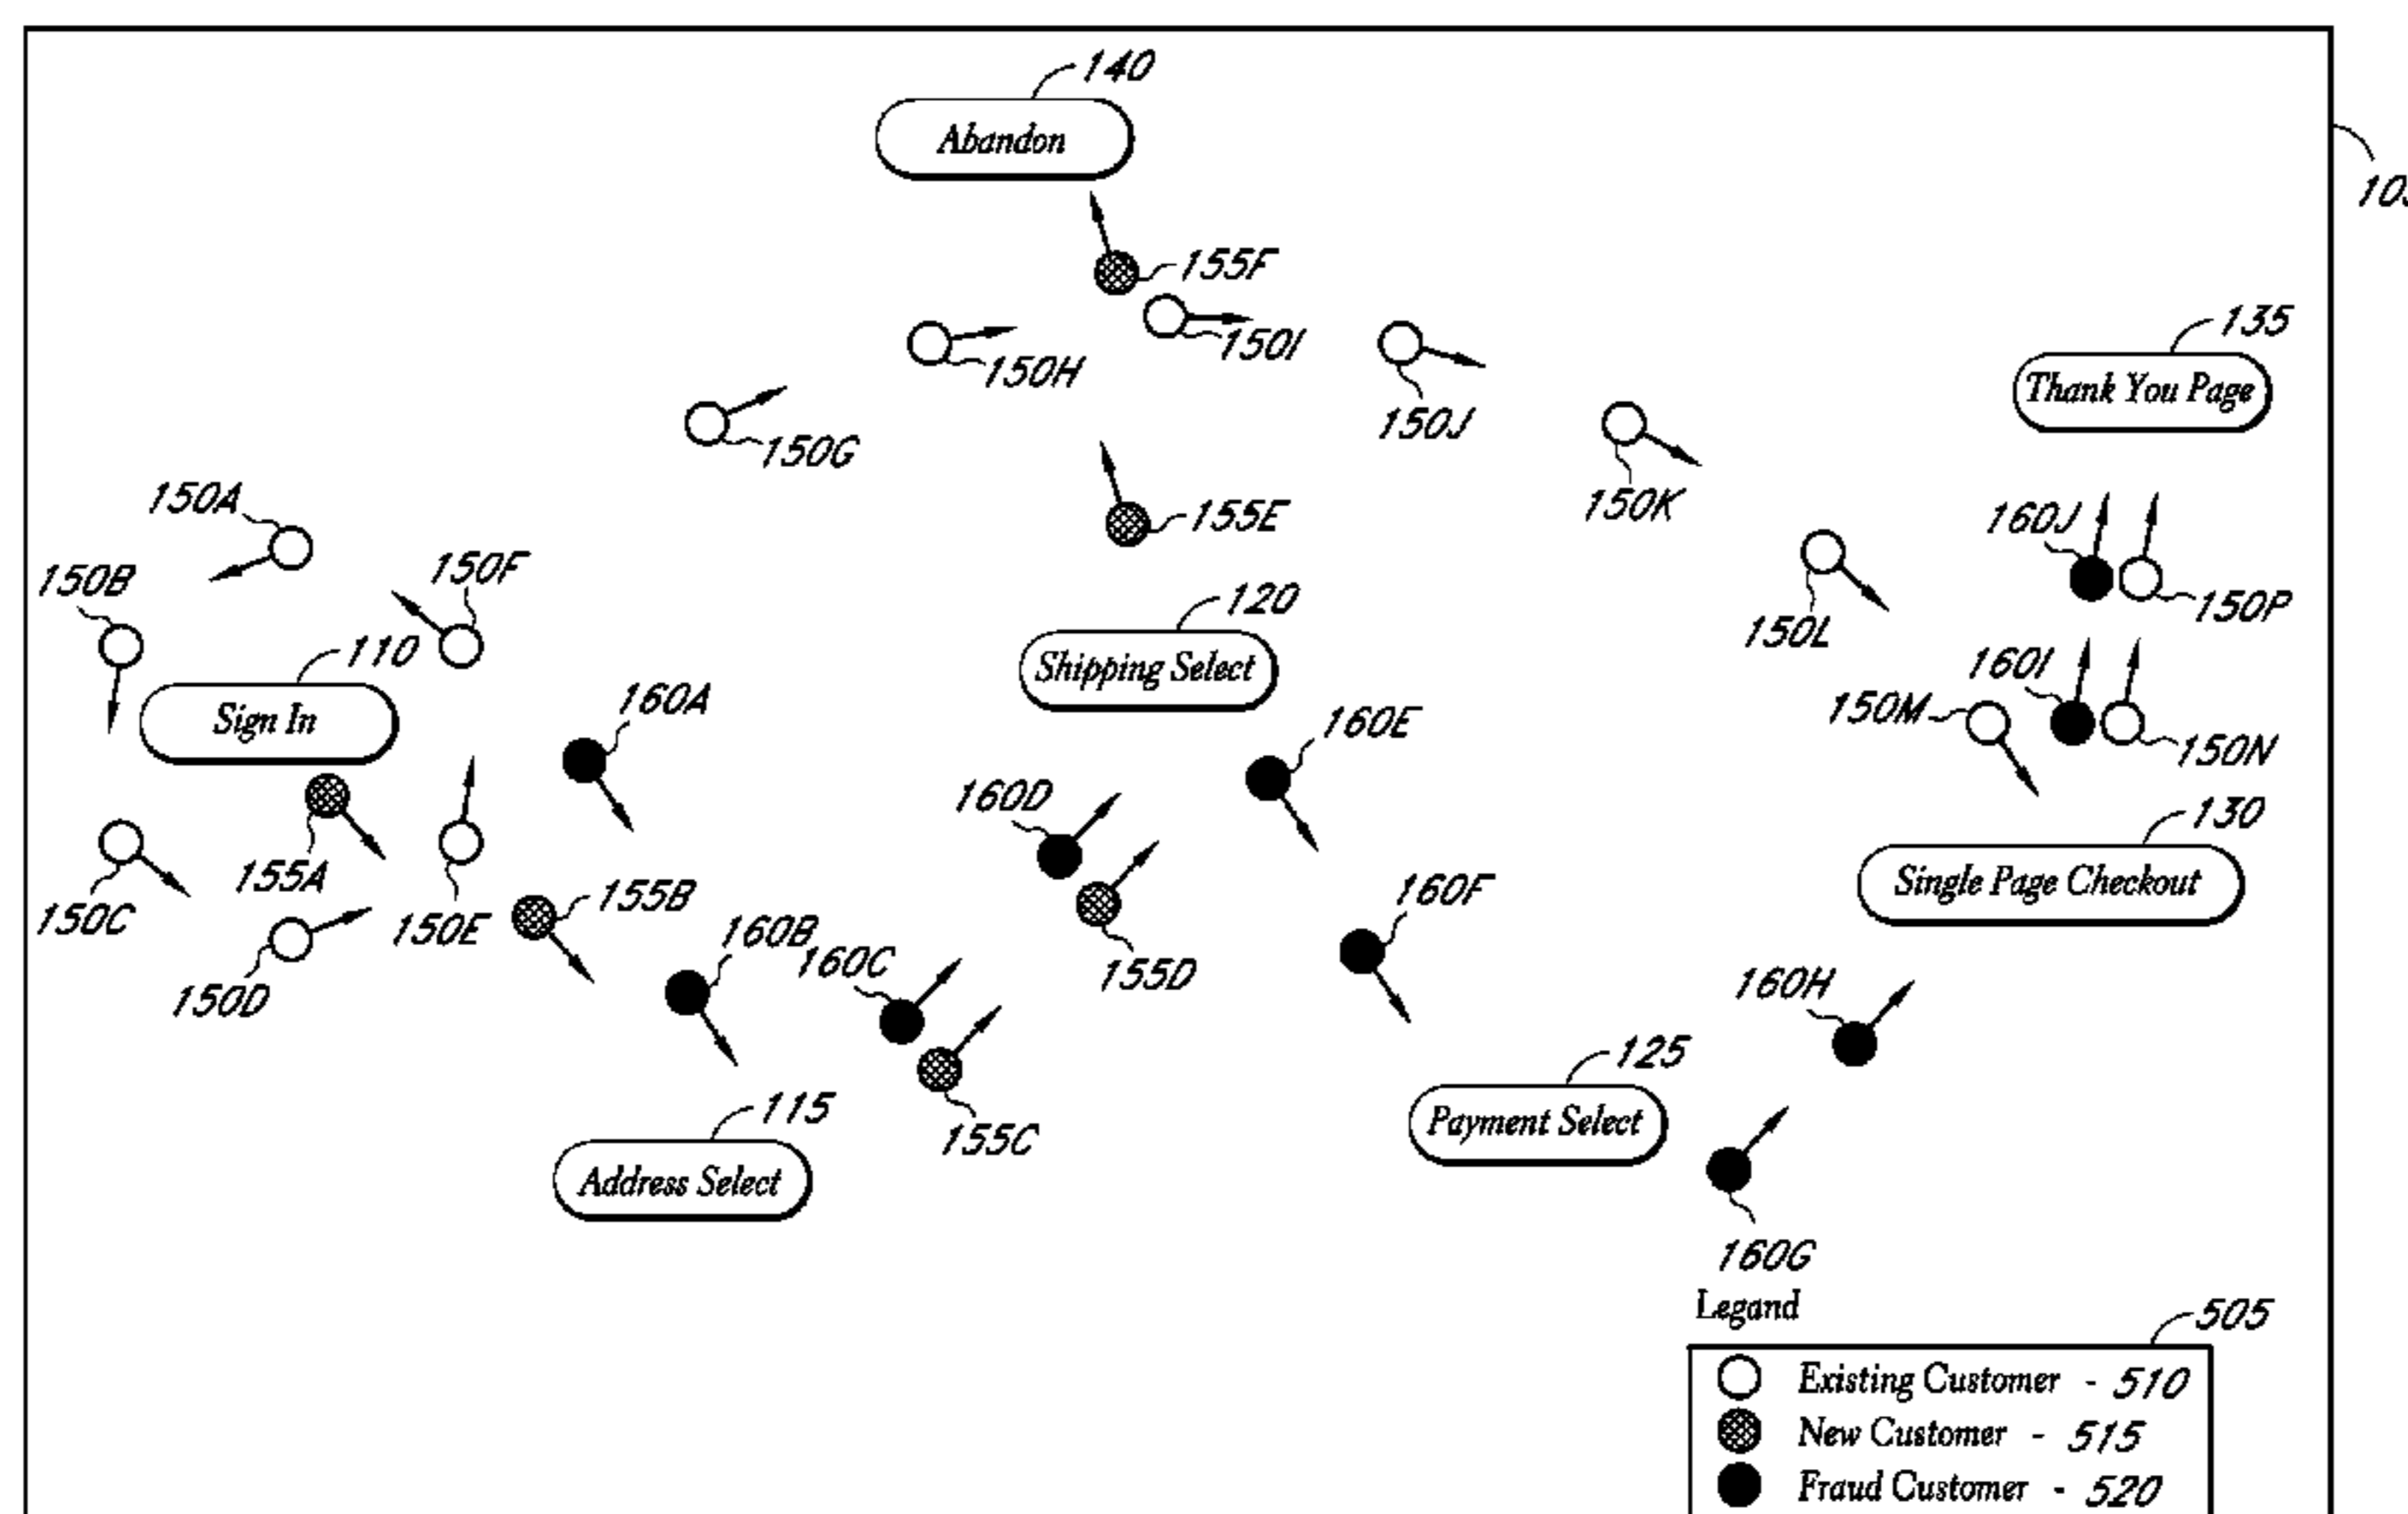 140
Abandon
105
155F
150I
150H
135
Thank You Page
150J
150G
150K
150A
155E
160J
150B
150F
120
150P
150L
110
Shipping Select
160I
Sign In
160A
160E
150M
150N
160D
130
155A
160F
Single Page Checkout
150C
150E
155B
160B
160C
155D
160H
150D
125
115
155C
Payment Select
Address Select
160G
Legand
505
Existing Customer - 510
New Customer - 515
Fraud Customer - 520